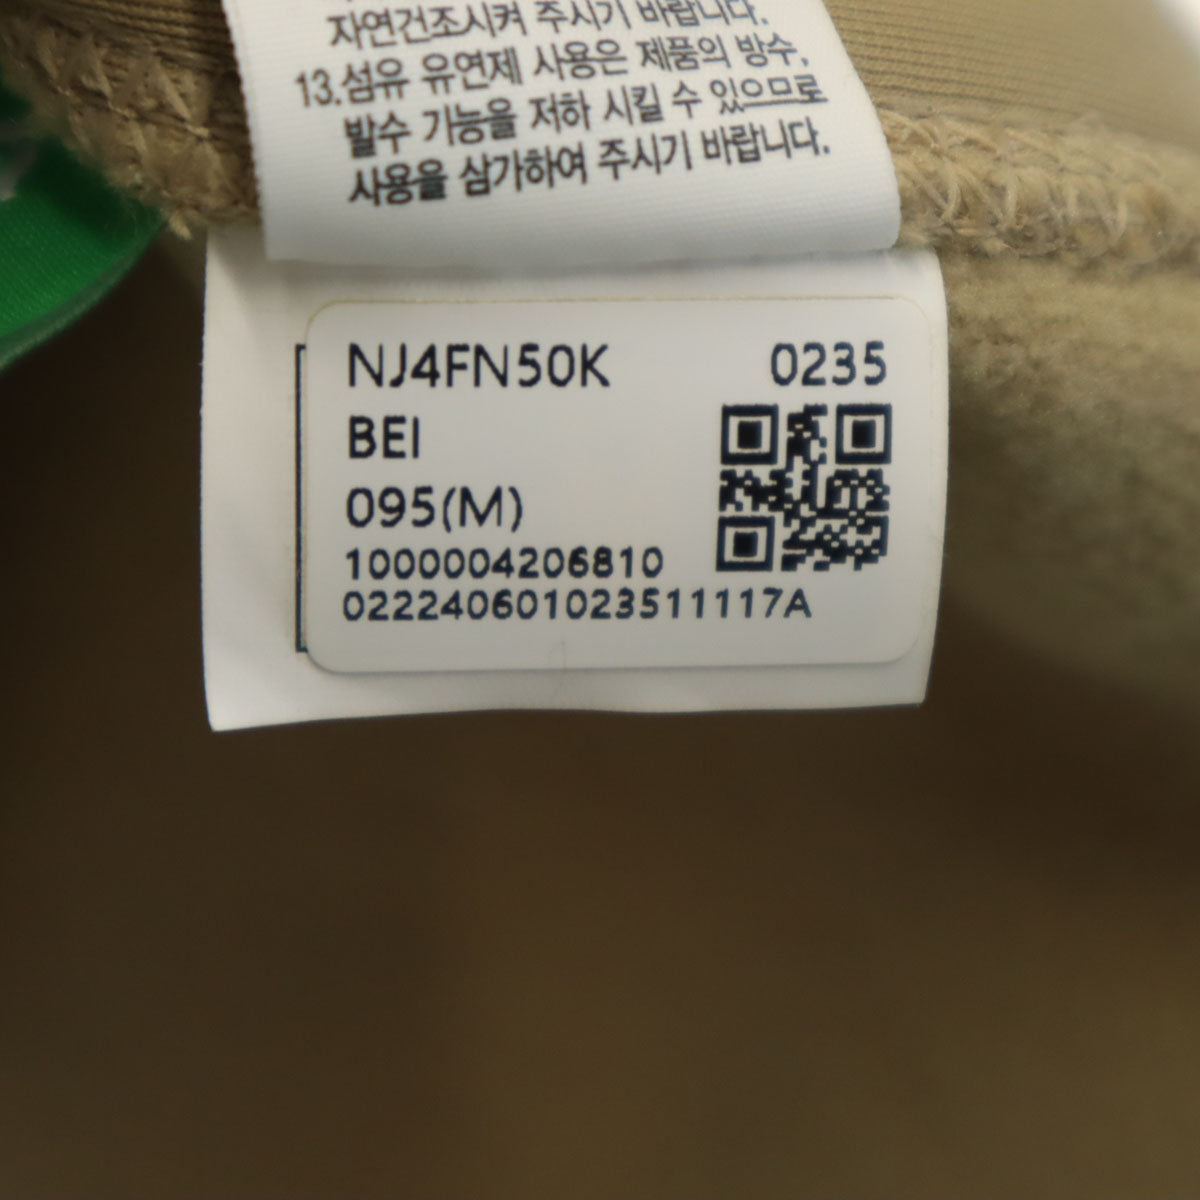 자연건조시켜 주시기 바랍니다.
13.섬유 유연제 사용은 제품의 방수,
발수 기능을 저하 시킬 수 있으므로
사용을 삼가하여 주시기 바랍니다.
NJ4FN50K 0235
BEI
095(M)
1000004206810
022240601023511117A